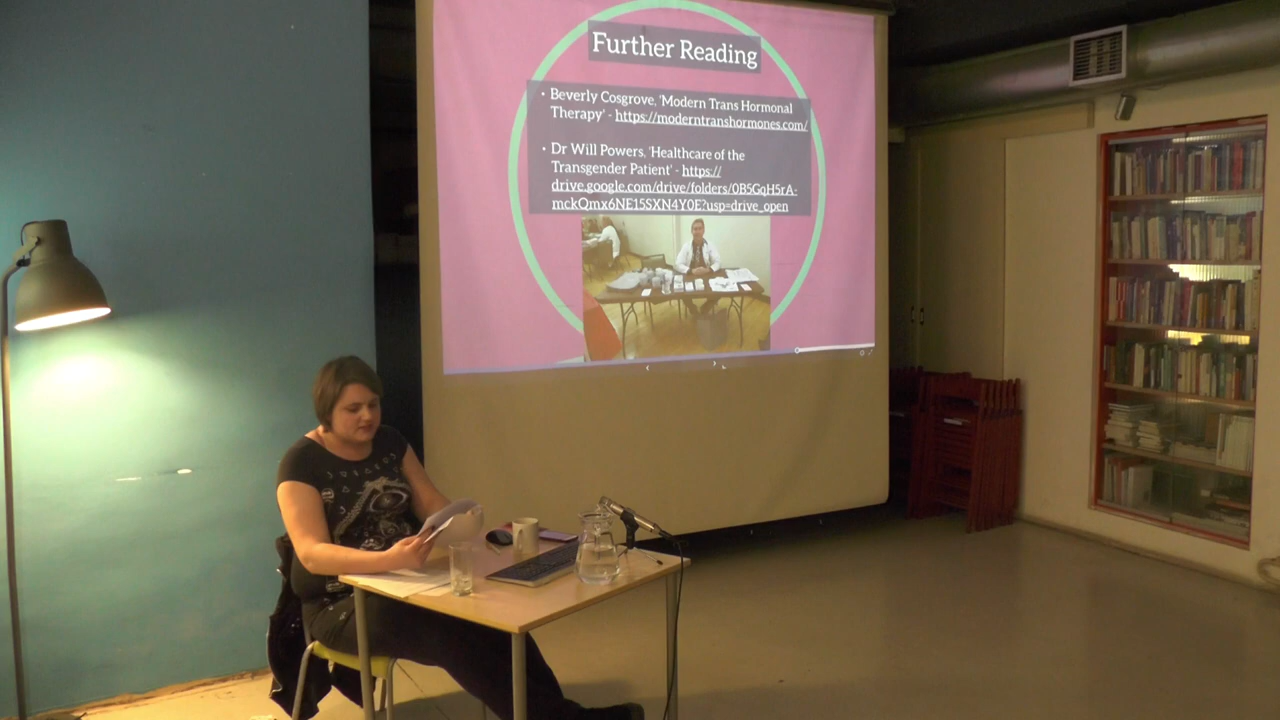 Further Reading
• Beverly Cosgrove, 'Modern Trans Hormonal
Therapy' - https://moderntranshormones.com/
• Dr Will Powers, 'Healthcare of the
Transgender Patient' - https://
drive.google.com/drive/folders/0B5GqH5rA-
mckQmx6NE15SXN4Y0E?usp=drive_open